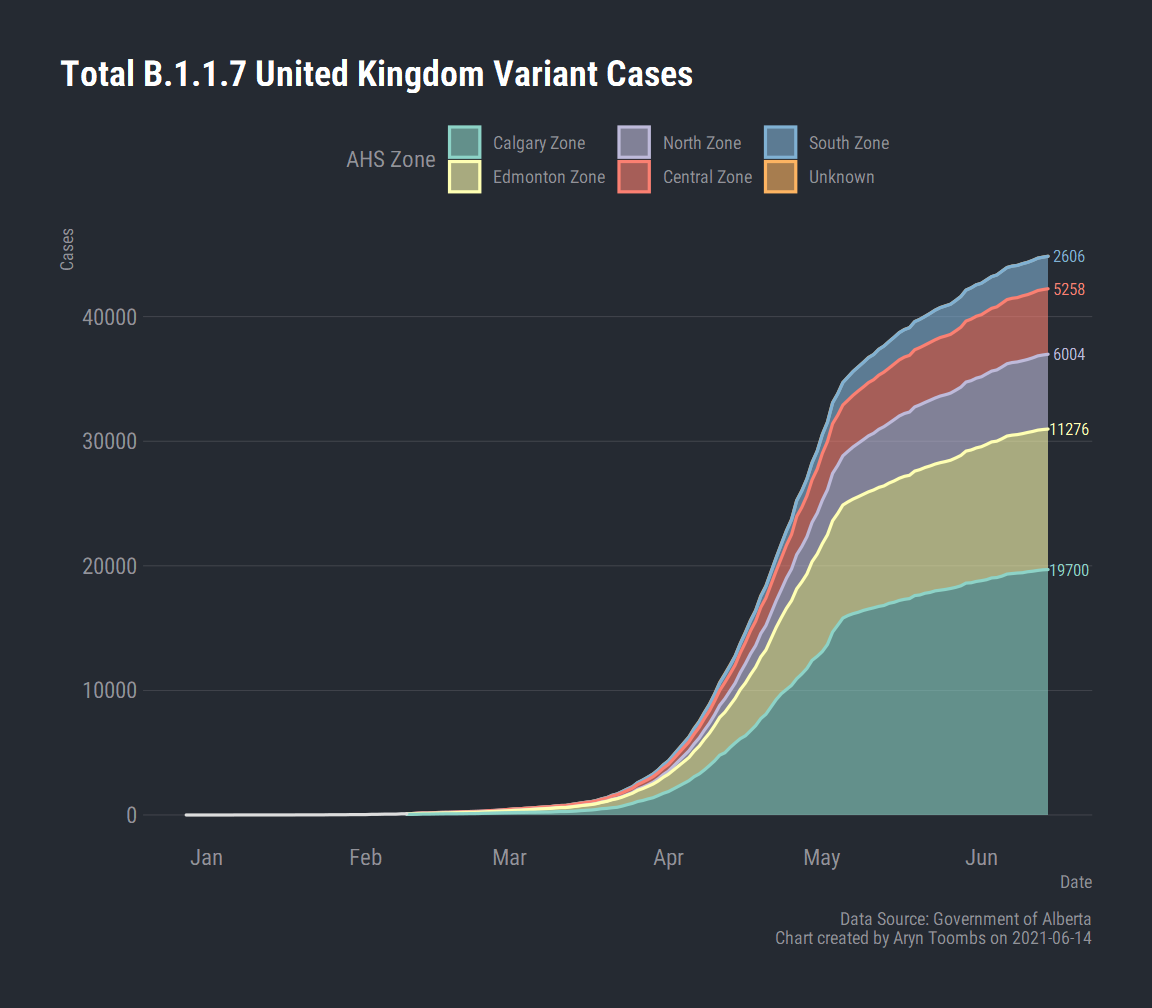 Total B.1.1.7 United Kingdom Variant Cases
AHS Zone
Calgary Zone
North Zone
South Zone
Edmonton Zone
Central Zone
Unknown
Cases
2606
5258
40000
6004
11276
30000
20000
19700
10000
0
Jan
Feb
Mar
Apr
May
Jun
Date
Data Source: Government of Alberta
Chart created by Aryn Toombs on 2021-06-14